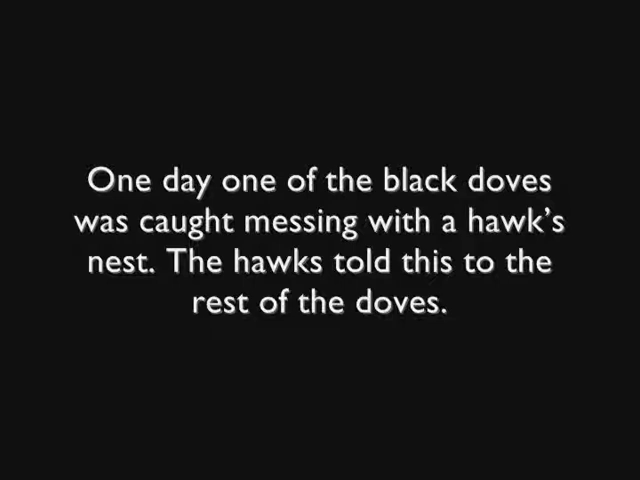 One day one of the black doves
was caught messing with a hawk's
nest. The hawks told this to the
rest of the doves.